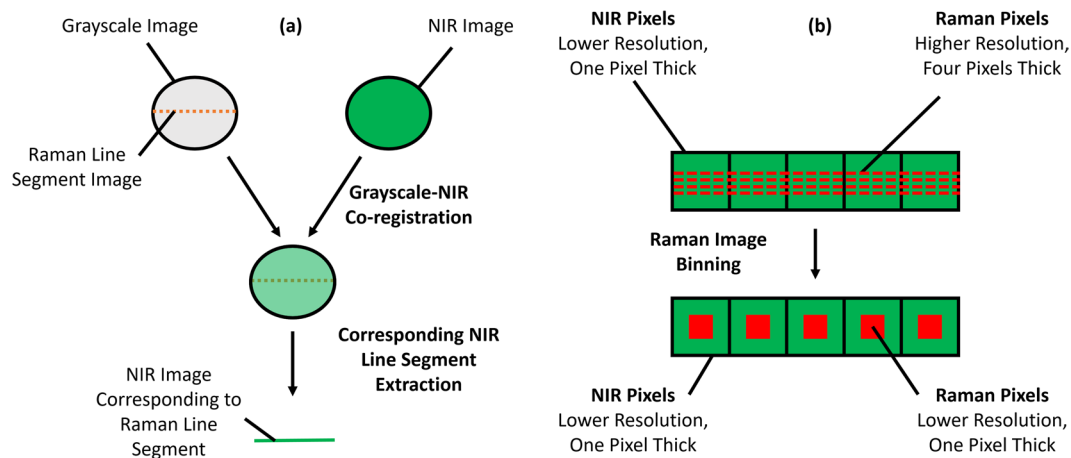 (a)
Grayscale Image
NIR Image
Raman Line
Segment Image
Grayscale-NIR
Co-registration
Corresponding NIR
Line Segment
Extraction
NIR Image
Corresponding to
Raman Line
Segment
(b)
NIR Pixels
Lower Resolution,
One Pixel Thick
Raman Pixels
Higher Resolution,
Four Pixels Thick
Raman Image
Binning
NIR Pixels
Lower Resolution,
One Pixel Thick
Raman Pixels
Lower Resolution,
One Pixel Thick